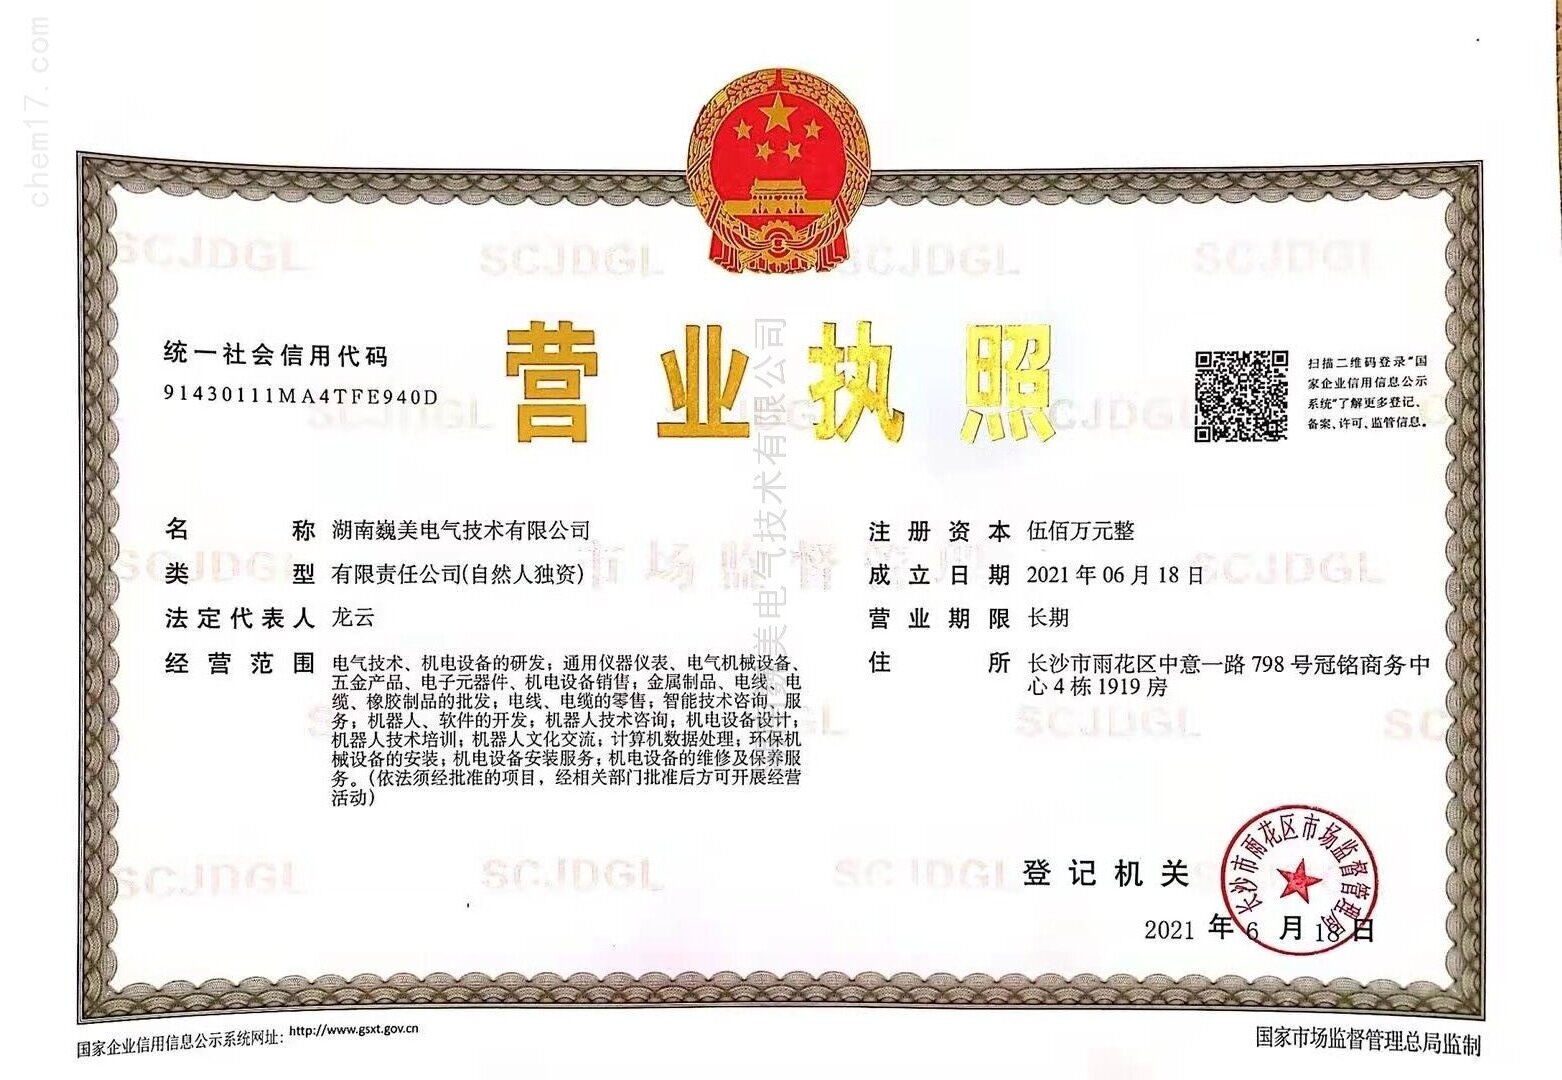 chem17.com
营业执照
统一社会信用代码
91430111MA4TFE940D
扫描二维码登录“国
家企业信用信息公示
系统”了解更多登记、
备案、许可、监管信息。
名称 湖南巍美电气技术有限公司
类型 有限责任公司(自然人独资)
法定代表人 龙云
经营范围 电气技术、机电设备的研发；通用仪器仪表、电气机械设备、
五金产品、电子元器件、机电设备销售；金属制品、电线、电
缆、橡胶制品的批发；电线、电缆的零售；智能技术咨询、服
务；机器人、软件的开发；机器人技术咨询；机电设备设计；
机器人技术培训；机器人文化交流；计算机数据处理；环保机
械设备的安装；机电设备安装服务；机电设备的维修及保养服
务。（依法须经批准的项目，经相关部门批准后方可开展经营
活动）
注册资本 伍佰万元整
成立日期 2021年06月18日
营业期限 长期
住所 长沙市雨花区中意一路798号冠铭商务中
心4栋1919房
登记机关
长沙市雨花区市场监督管理局
2021年6月18日
国家企业信用信息公示系统网址：http://www.gsxt.gov.cn
国家市场监督管理总局监制
湖南巍美电气技术有限公司
SCJDGL
市场监督管理